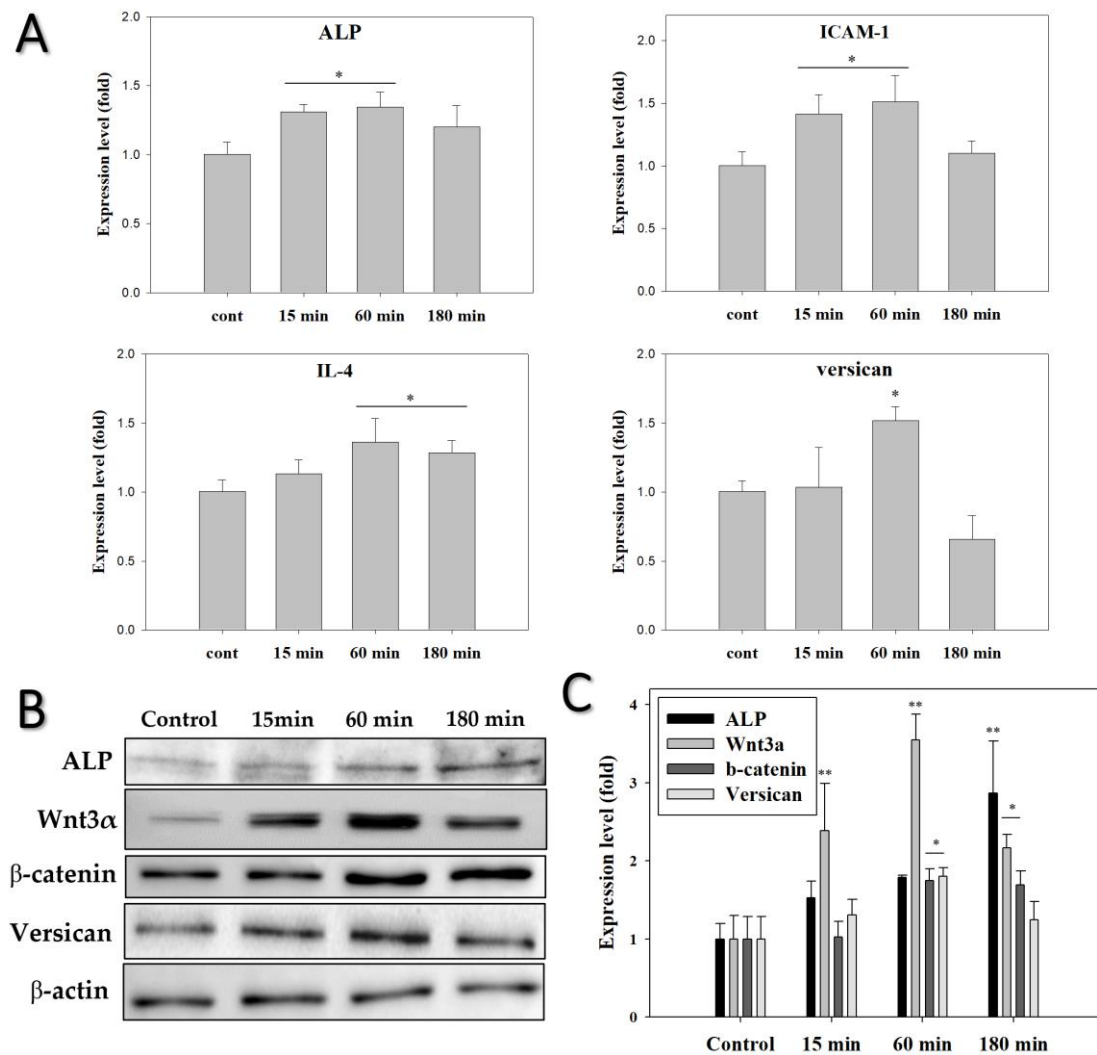 A
ALP
Expression level (fold)
2.0
1.5
1.0
0.5
0.0
*
cont 15 min 60 min 180 min
ICAM-1
Expression level (fold)
2.0
1.5
1.0
0.5
0.0
*
cont 15 min 60 min 180 min
IL-4
Expression level (fold)
2.0
1.5
1.0
0.5
0.0
*
cont 15 min 60 min 180 min
versican
Expression level (fold)
2.0
1.5
1.0
0.5
0.0
*
cont 15 min 60 min 180 min
B
Control 15min 60 min 180 min
ALP
Wnt3α
β-catenin
Versican
β-actin
C
Expression level (fold)
4
3
2
1
0
ALP
Wnt3a
b-catenin
Versican
**
**
*
**
*
Control 15 min 60 min 180 min